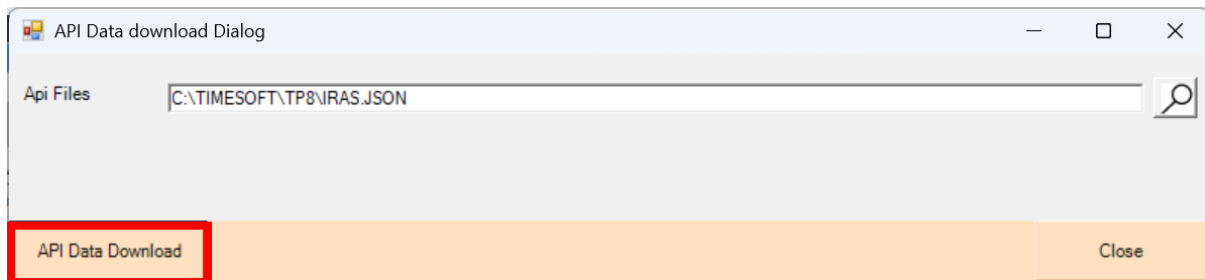 API Data download Dialog
Api Files C:\TIMESOFT\TP8\IRAS.JSON
API Data Download Close